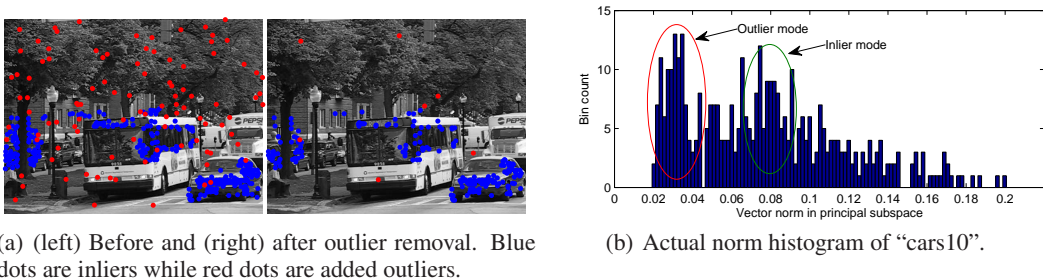 PEPSI
15
10
5
0
Bin count
Outlier mode
Inlier mode
0 0.02 0.04 0.06 0.08 0.1 0.12 0.14 0.16 0.18 0.2
Vector norm in principal subspace
(a) (left) Before and (right) after outlier removal. Blue
dots are inliers while red dots are added outliers.
(b) Actual norm histogram of “cars10”.